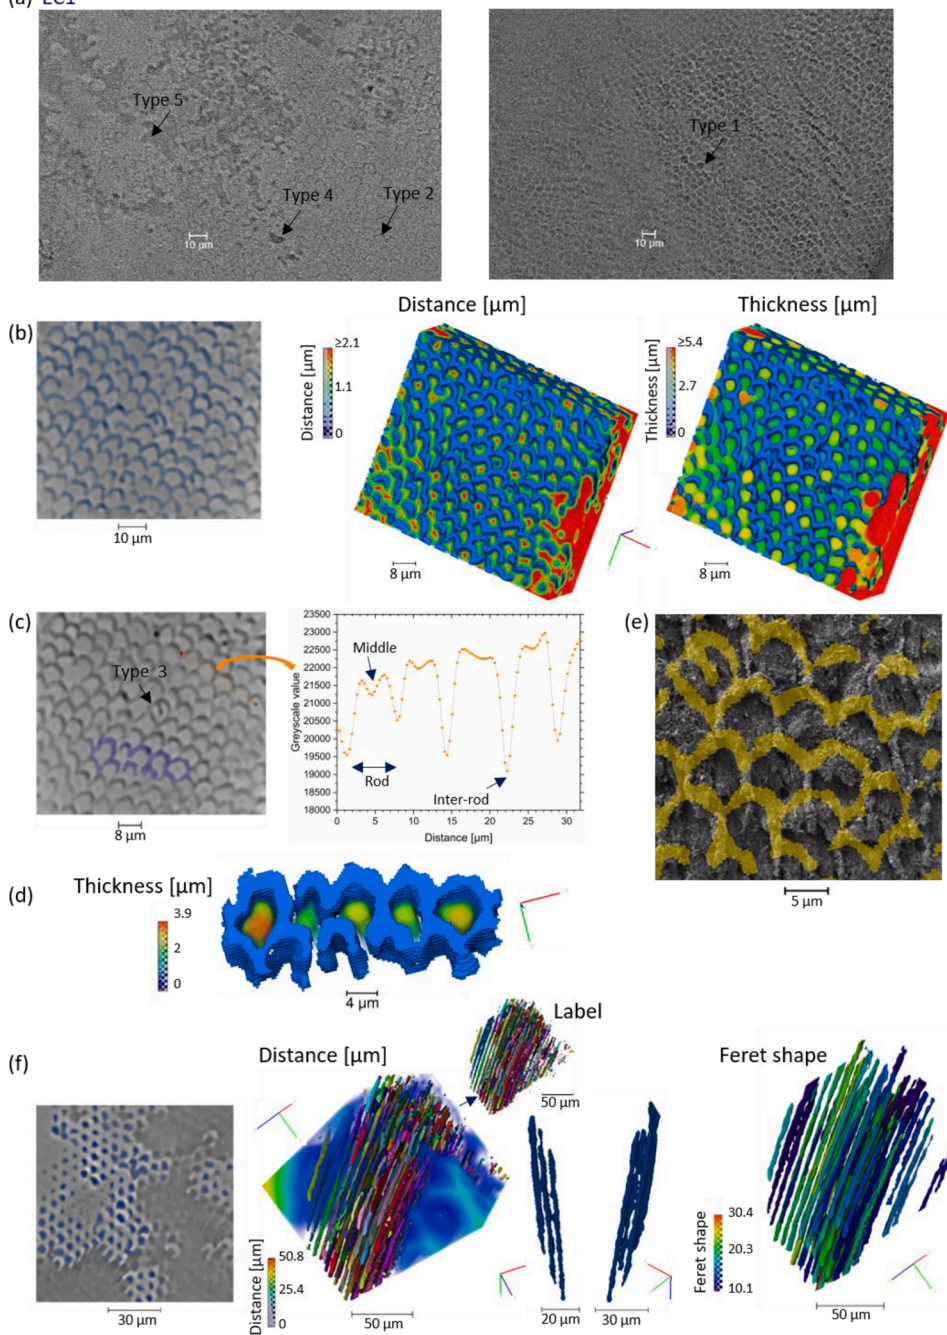 (a) EC1
Type 5
Type 4
Type 2
10 µm
Type 1
10 µm
(b)
10 µm
Distance [µm]
Distance [µm]
≥2.1
1.1
0
8 µm
Thickness [µm]
Thickness [µm]
≥5.4
2.7
0
8 µm
(c)
Type 3
8 µm
Greyscale value
23500
23000
22500
22000
21500
21000
20500
20000
19500
19000
18500
18000
Middle
Rod
Inter-rod
0 5 10 15 20 25 30
Distance [µm]
(e)
5 µm
(d)
Thickness [µm]
3.9
2
0
4 µm
(f)
30 µm
Distance [µm]
Label
50 µm
Distance [µm]
50.8
25.4
0
50 µm
20 µm
30 µm
Feret shape
Feret shape
30.4
20.3
10.1
50 µm